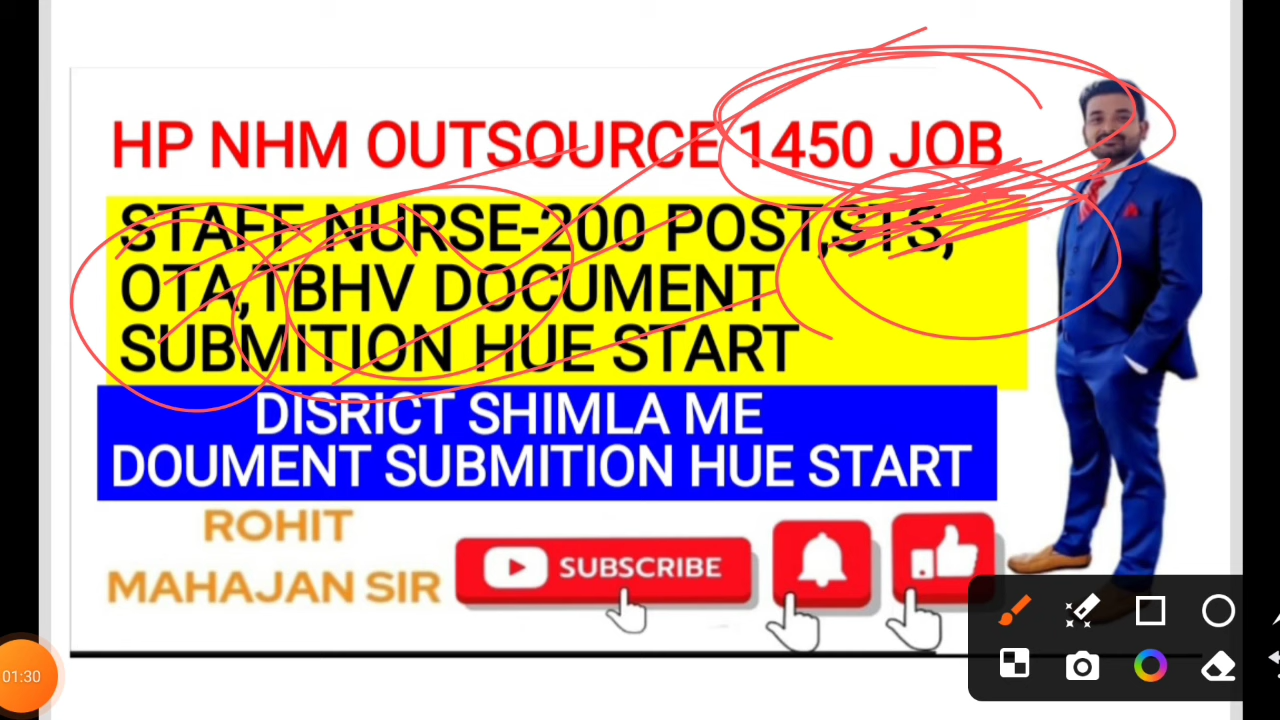 HP NHM OUTSOURCE 1450 JOB
STAFF NURSE-200 POST,STS,
OTA,TBHV DOCUMENT
SUBMITION HUE START
DISRICT SHIMLA ME
DOUMENT SUBMITION HUE START
ROHIT
MAHAJAN SIR
SUBSCRIBE
01:30